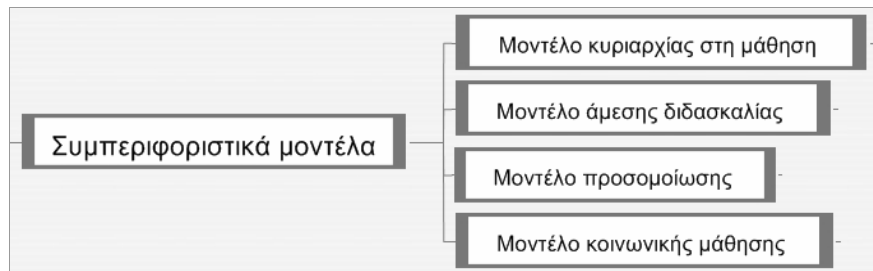 Συμπεριφοριστικά μοντέλα
Μοντέλο κυριαρχίας στη μάθηση
Μοντέλο άμεσης διδασκαλίας
Μοντέλο προσομοίωσης
Μοντέλο κοινωνικής μάθησης